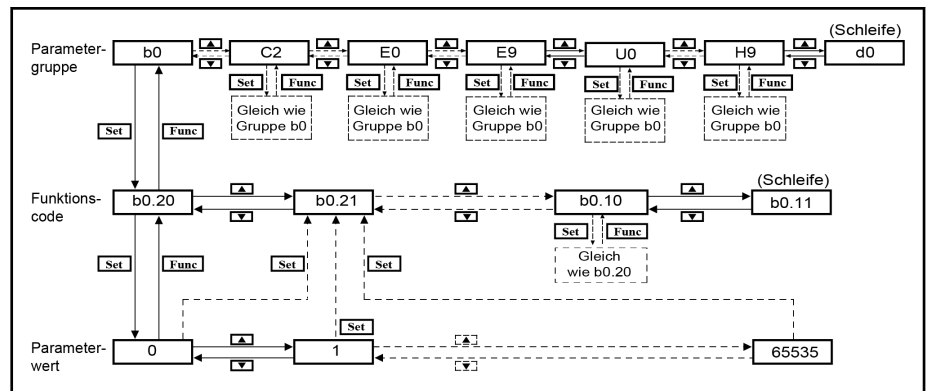 (Schleife)
Parameter-
gruppe
b0 ▲ ▼ C2 ▲ ▼ E0 ▲ ▼ E9 ▲ ▼ U0 ▲ ▼ H9 ▲ ▼ d0
Set Func Set Func Set Func Set Func Set Func
Gleich wie
Gruppe b0
Gleich wie
Gruppe b0
Gleich wie
Gruppe b0
Gleich wie
Gruppe b0
Gleich wie
Gruppe b0
Set Func
(Schleife)
Funktions-
code
b0.20 ▲ ▼ b0.21 ▲ ▼ b0.10 ▲ ▼ b0.11
Set Func
Gleich
wie b0.20
Set Func Set Set
Set
Parameter-
wert
0 ▲ ▼ 1 ▲ ▼ 65535